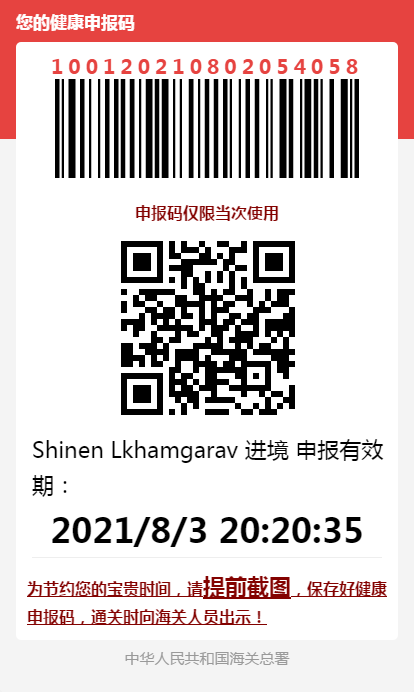 您的健康申报码
100120210802054058
申报码仅限当次使用
Shinen Lkhamgarav 进境 申报有效
期：
2021/8/3 20:20:35
为节约您的宝贵时间，请提前截图，保存好健康
申报码，通关时向海关人员出示！
中华人民共和国海关总署